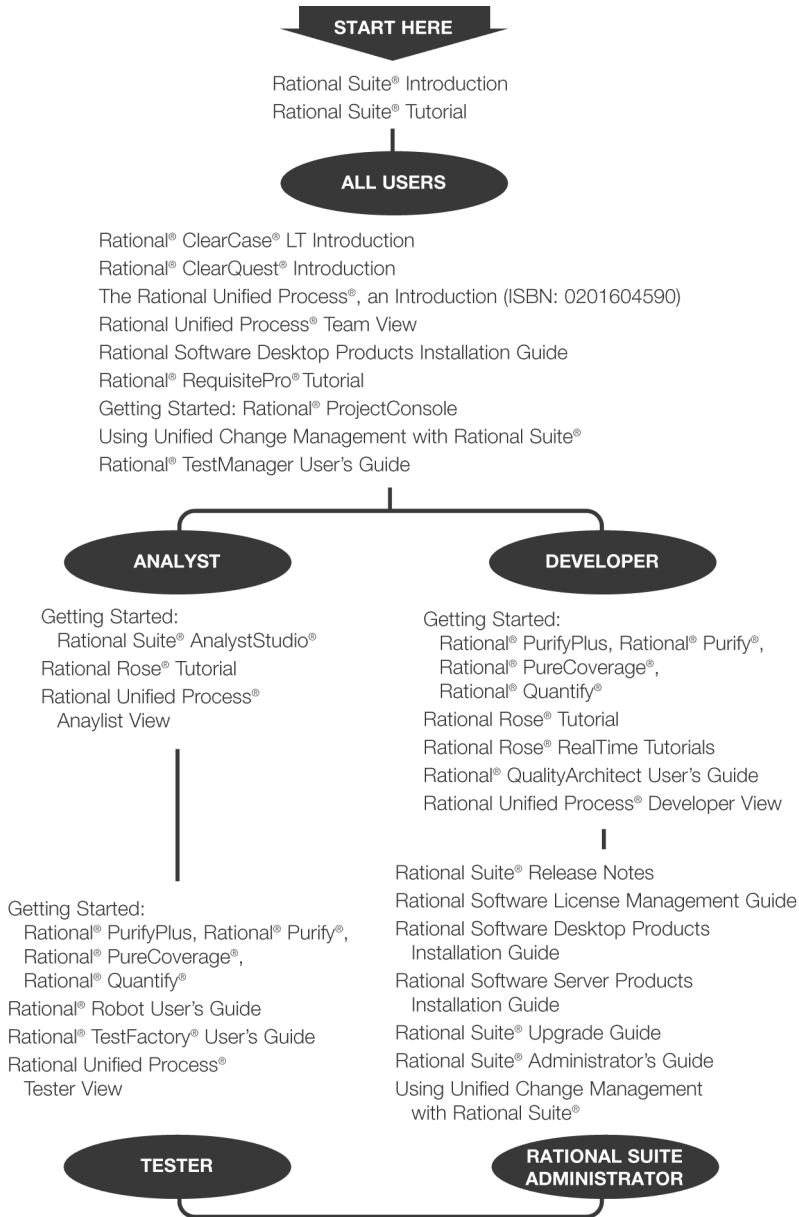 START HERE
Rational Suite® Introduction
Rational Suite® Tutorial
ALL USERS
Rational® ClearCase® LT Introduction
Rational® ClearQuest® Introduction
The Rational Unified Process®, an Introduction (ISBN: 0201604590)
Rational Unified Process® Team View
Rational Software Desktop Products Installation Guide
Rational® RequisitePro® Tutorial
Getting Started: Rational® ProjectConsole
Using Unified Change Management with Rational Suite®
Rational® TestManager User's Guide
ANALYST
Getting Started:
Rational Suite® AnalystStudio®
Rational Rose® Tutorial
Rational Unified Process®
Anaylist View
DEVELOPER
Getting Started:
Rational® PurifyPlus, Rational® Purify®,
Rational® PureCoverage®,
Rational® Quantify®
Rational Rose® Tutorial
Rational Rose® RealTime Tutorials
Rational® QualityArchitect User's Guide
Rational Unified Process® Developer View
Getting Started:
Rational® PurifyPlus, Rational® Purify®,
Rational® PureCoverage®,
Rational® Quantify®
Rational® Robot User's Guide
Rational® TestFactory® User's Guide
Rational Unified Process®
Tester View
TESTER
Rational Suite® Release Notes
Rational Software License Management Guide
Rational Software Desktop Products
Installation Guide
Rational Software Server Products
Installation Guide
Rational Suite® Upgrade Guide
Rational Suite® Administrator's Guide
Using Unified Change Management
with Rational Suite®
RATIONAL SUITE
ADMINISTRATOR